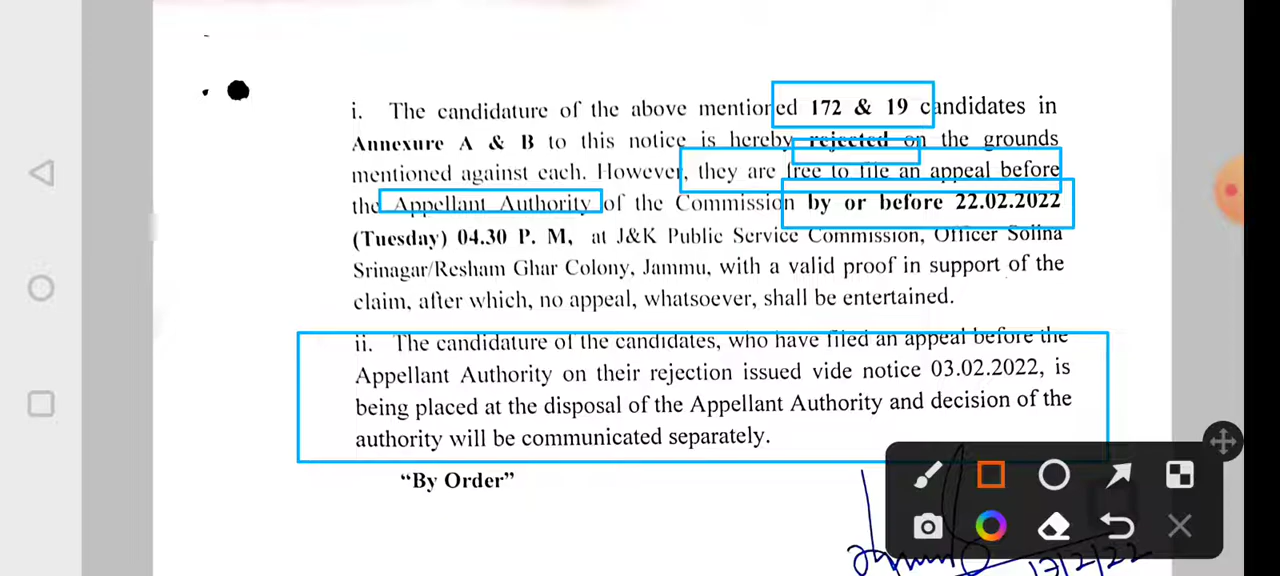 i. The candidature of the above mentioned 172 & 19 candidates in
Annexure A & B to this notice is hereby rejected on the grounds
mentioned against each. However, they are free to file an appeal before
the Appellant Authority of the Commission by or before 22.02.2022
(Tuesday) 04.30 P. M, at J&K Public Service Commission, Officer Solina
Srinagar/Resham Ghar Colony, Jammu, with a valid proof in support of the
claim, after which, no appeal, whatsoever, shall be entertained.
ii. The candidature of the candidates, who have filed an appeal before the
Appellant Authority on their rejection issued vide notice 03.02.2022, is
being placed at the disposal of the Appellant Authority and decision of the
authority will be communicated separately.
“By Order”